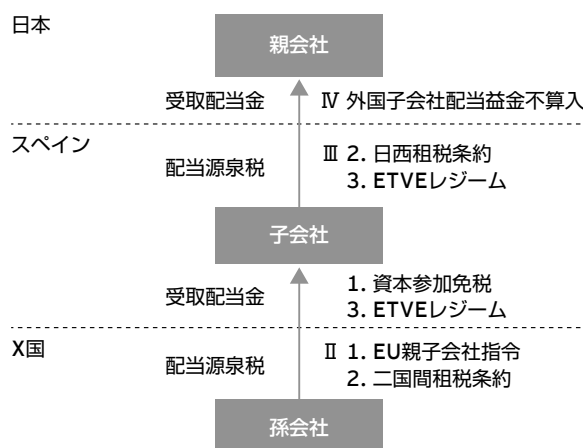 日本
親会社
受取配当金 Ⅳ 外国子会社配当益金不算入
スペイン
配当源泉税 Ⅲ 2. 日西租税条約
3. ETVEレジーム
子会社
受取配当金 1. 資本参加免税
3. ETVEレジーム
X国
配当源泉税 Ⅱ 1. EU親子会社指令
2. 二国間租税条約
孫会社